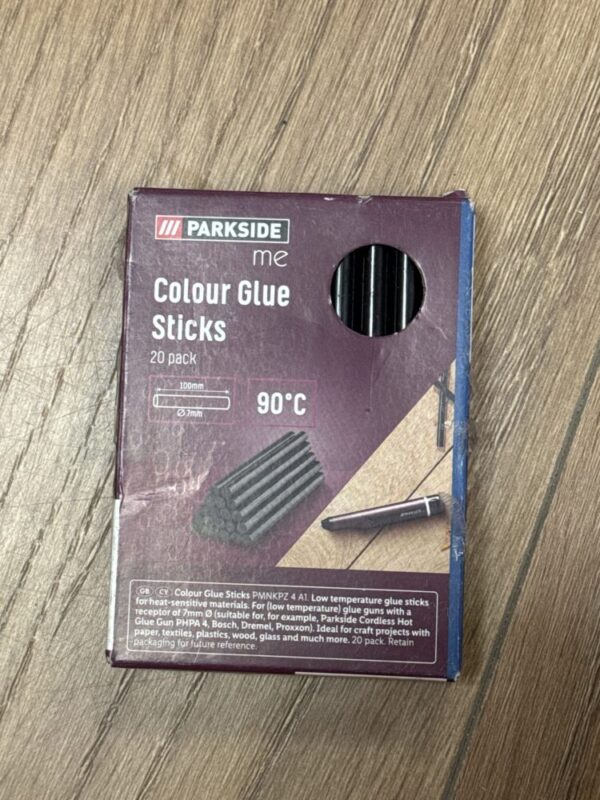 PARKSIDE
me
Colour Glue
Sticks
20 pack
100mm
Ø7mm
90°C
GB CY Colour Glue Sticks PMNKPZ 4 A1. Low temperature glue sticks
for heat-sensitive materials. For (low temperature) glue guns with a
receptor of 7mm Ø (suitable for, for example, Parkside Cordless Hot
Glue Gun PHPA 4, Bosch, Dremel, Proxxon). Ideal for craft projects with
paper, textiles, plastics, wood, glass and much more. 20 pack. Retain
packaging for future reference.